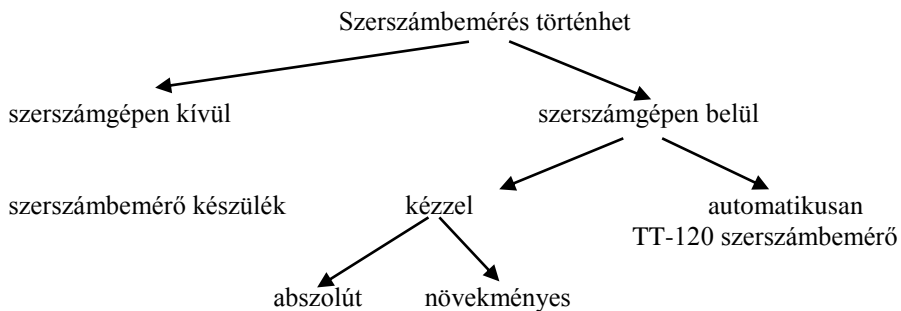 Szerszámbemérés történhet
szerszámgépen kívül szerszámgépen belül
szerszámbemérő készülék kézzel automatikusan
TT-120 szerszámbemérő
abszolút növekményes